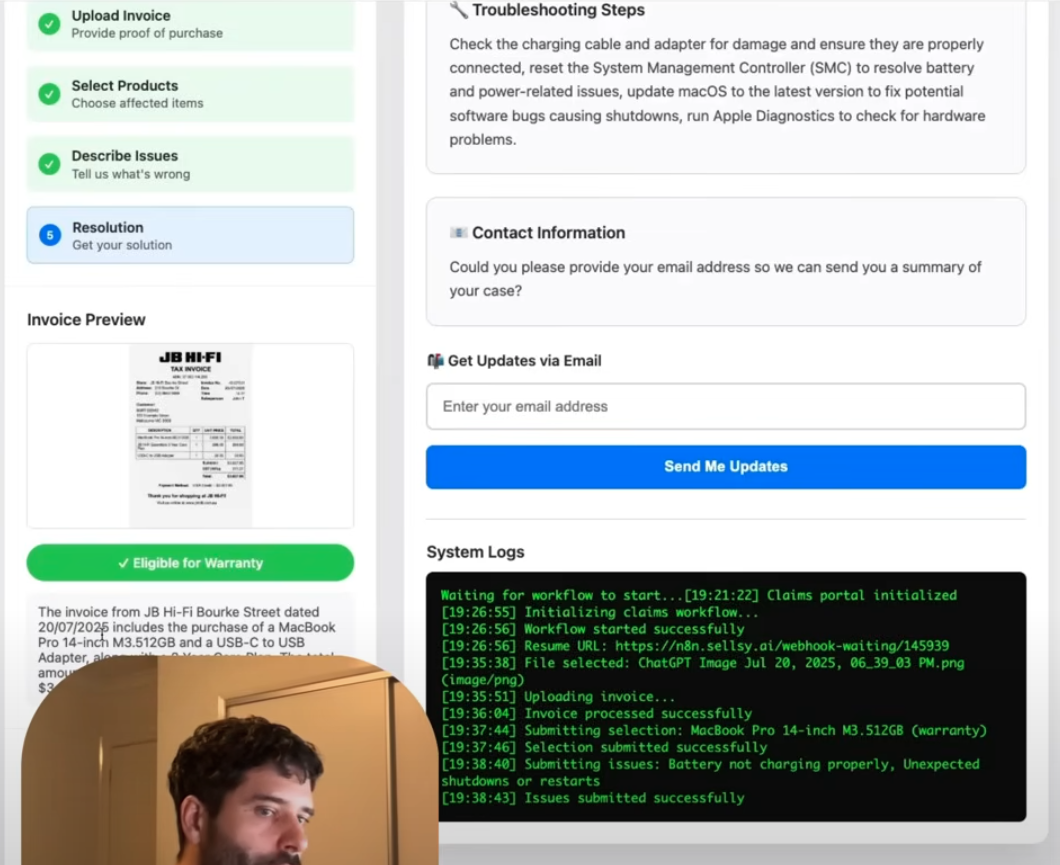 Upload Invoice
Provide proof of purchase
Select Products
Choose affected items
Describe Issues
Tell us what's wrong
5
Resolution
Get your solution
Invoice Preview
JB HI-FI
TAX INVOICE
Thank you for shopping at JB HI-FI
✓ Eligible for Warranty
The invoice from JB Hi-Fi Bourke Street dated
20/07/2025 includes the purchase of a MacBook
Pro 14-inch M3.512GB and a USB-C to USB
Adapter,
amou
$3
🔧 Troubleshooting Steps
Check the charging cable and adapter for damage and ensure they are properly
connected, reset the System Management Controller (SMC) to resolve battery
and power-related issues, update macOS to the latest version to fix potential
software bugs causing shutdowns, run Apple Diagnostics to check for hardware
problems.
📧 Contact Information
Could you please provide your email address so we can send you a summary of
your case?
📬 Get Updates via Email
Enter your email address
Send Me Updates
System Logs
Waiting for workflow to start...[19:21:22] Claims portal initialized
[19:26:55] Initializing claims workflow...
[19:26:56] Workflow started successfully
[19:26:56] Resume URL: https://n8n.sellsy.ai/webhook-waiting/145939
[19:35:38] File selected: ChatGPT Image Jul 20, 2025, 06_39_03 PM.png
(image/png)
[19:35:51] Uploading invoice...
[19:36:04] Invoice processed successfully
[19:37:44] Submitting selection: MacBook Pro 14-inch M3.512GB (warranty)
[19:37:46] Selection submitted successfully
[19:38:40] Submitting issues: Battery not charging properly, Unexpected
shutdowns or restarts
[19:38:43] Issues submitted successfully